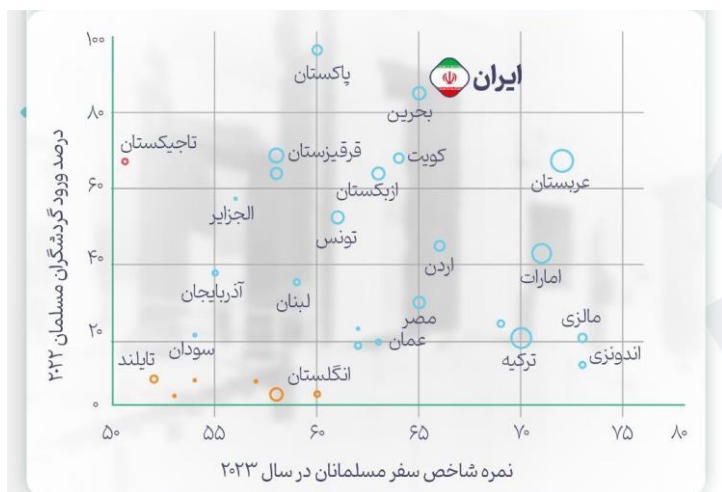 ۱۰۰
۸۰
۶۰
۴۰
۲۰
۰
درصد ورود گردشگران مسلمان ۲۰۲۲
پاکستان
ایران
بحرین
تاجیکستان
قرقیزستان
کویت
ازبکستان
عربستان
الجزایر
تونس
اردن
امارات
آذربایجان
لبنان
مصر
عمان
مالزی
سودان
ترکیه
اندونزی
تایلند
انگلستان
۵۰
۵۵
۶۰
۶۵
۷۰
۷۵
۸۰
نمره شاخص سفر مسلمانان در سال ۲۰۲۳